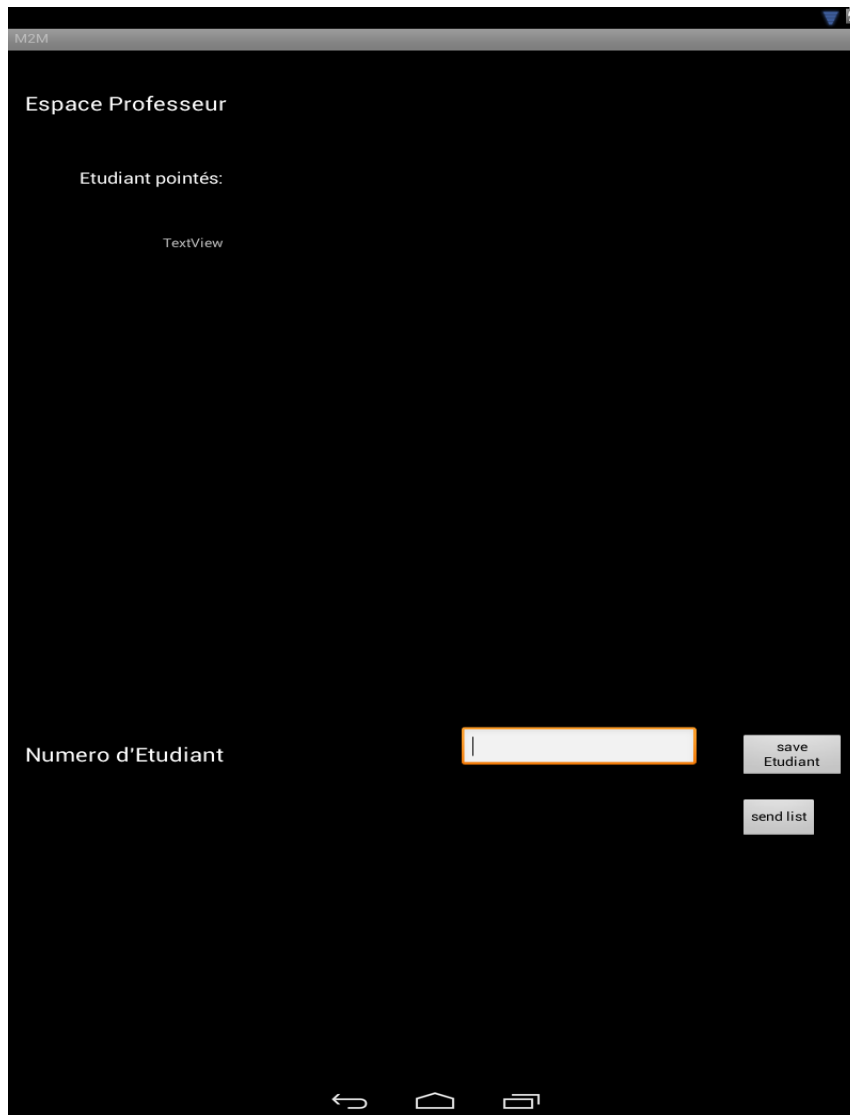 M2M
Espace Professeur
Etudiant pointés:
TextView
Numero d'Etudiant
save
Etudiant
send list